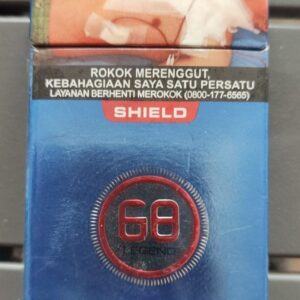 ROKOK MERENGGUT,
KEBAHAGIAAN SAYA SATU PERSATU
LAYANAN BERHENTI MEROKOK (0800-177-6565)
SHIELD
68
LEGEND